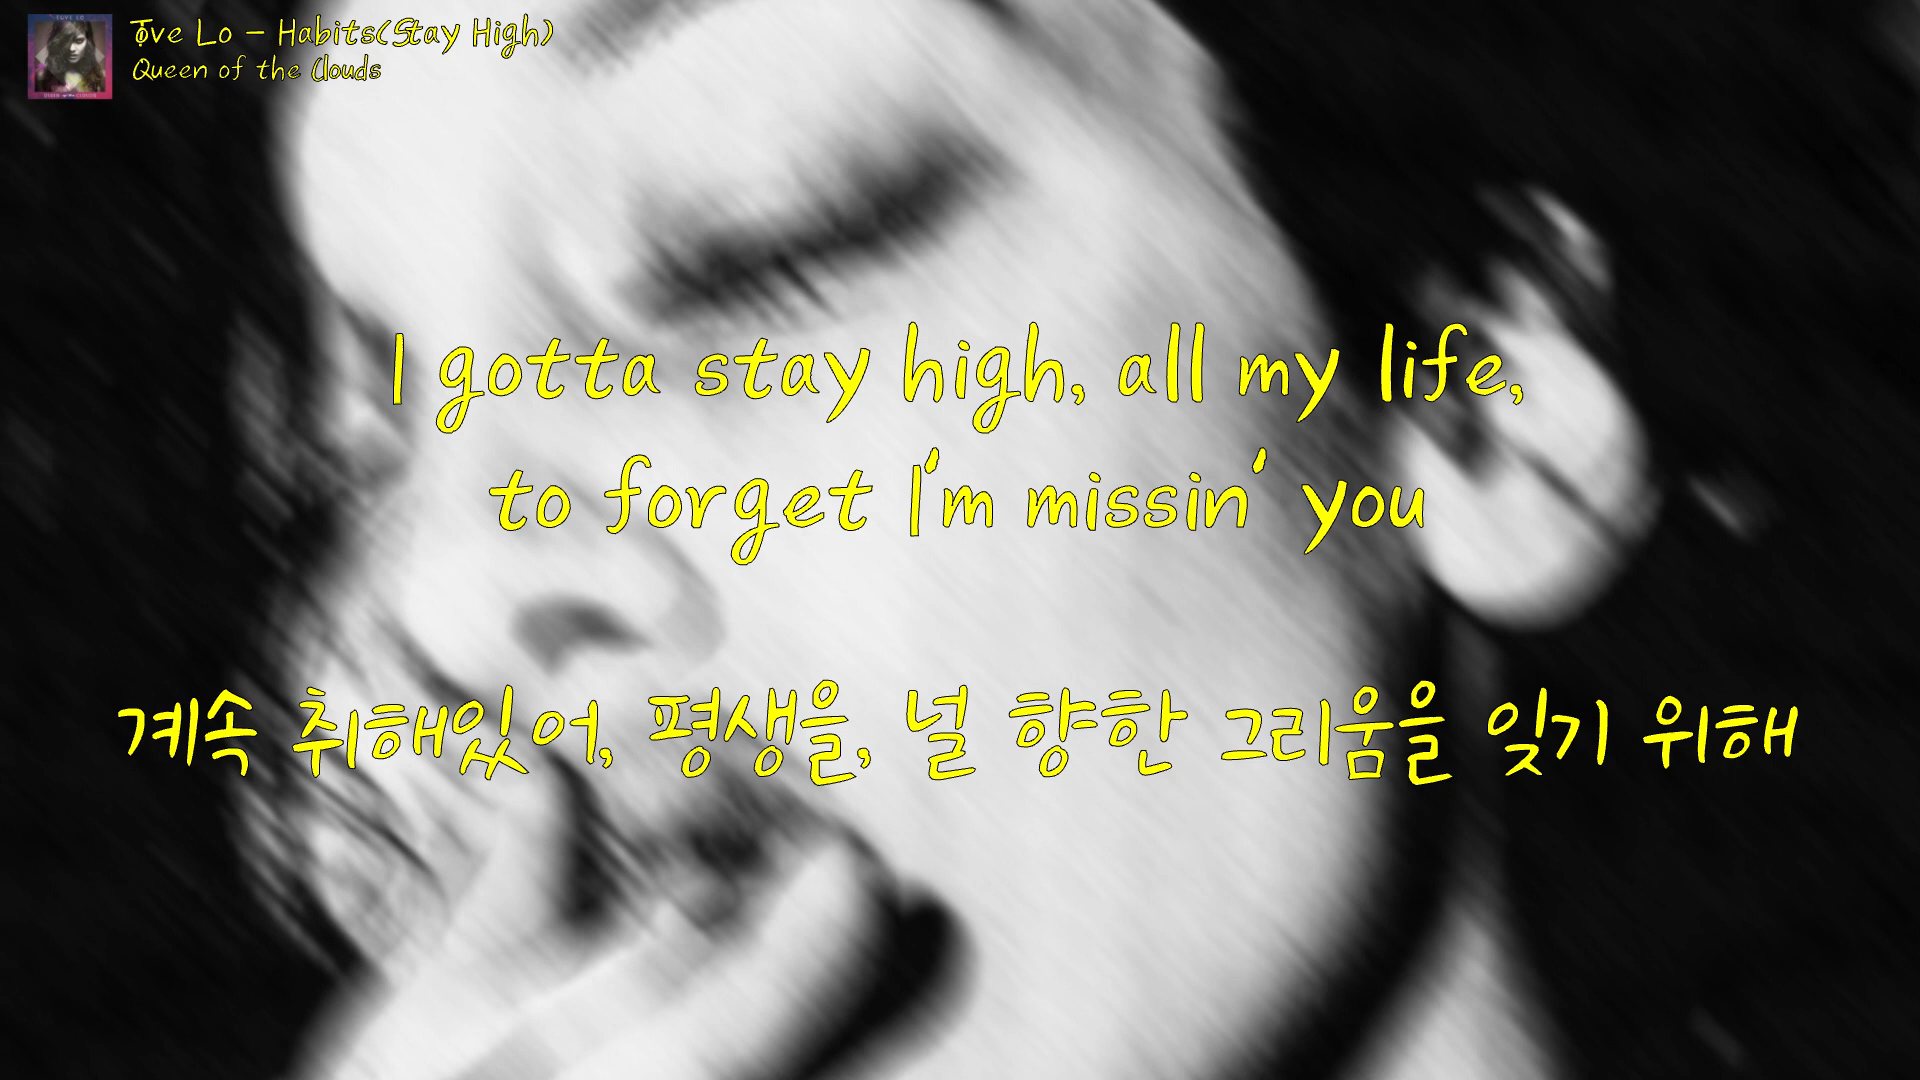 Tove Lo - Habits(Stay High)
Queen of the Clouds
I gotta stay high, all my life,
to forget I'm missin' you
계속 취해있어, 평생을, 널 향한 그리움을 잊기 위해